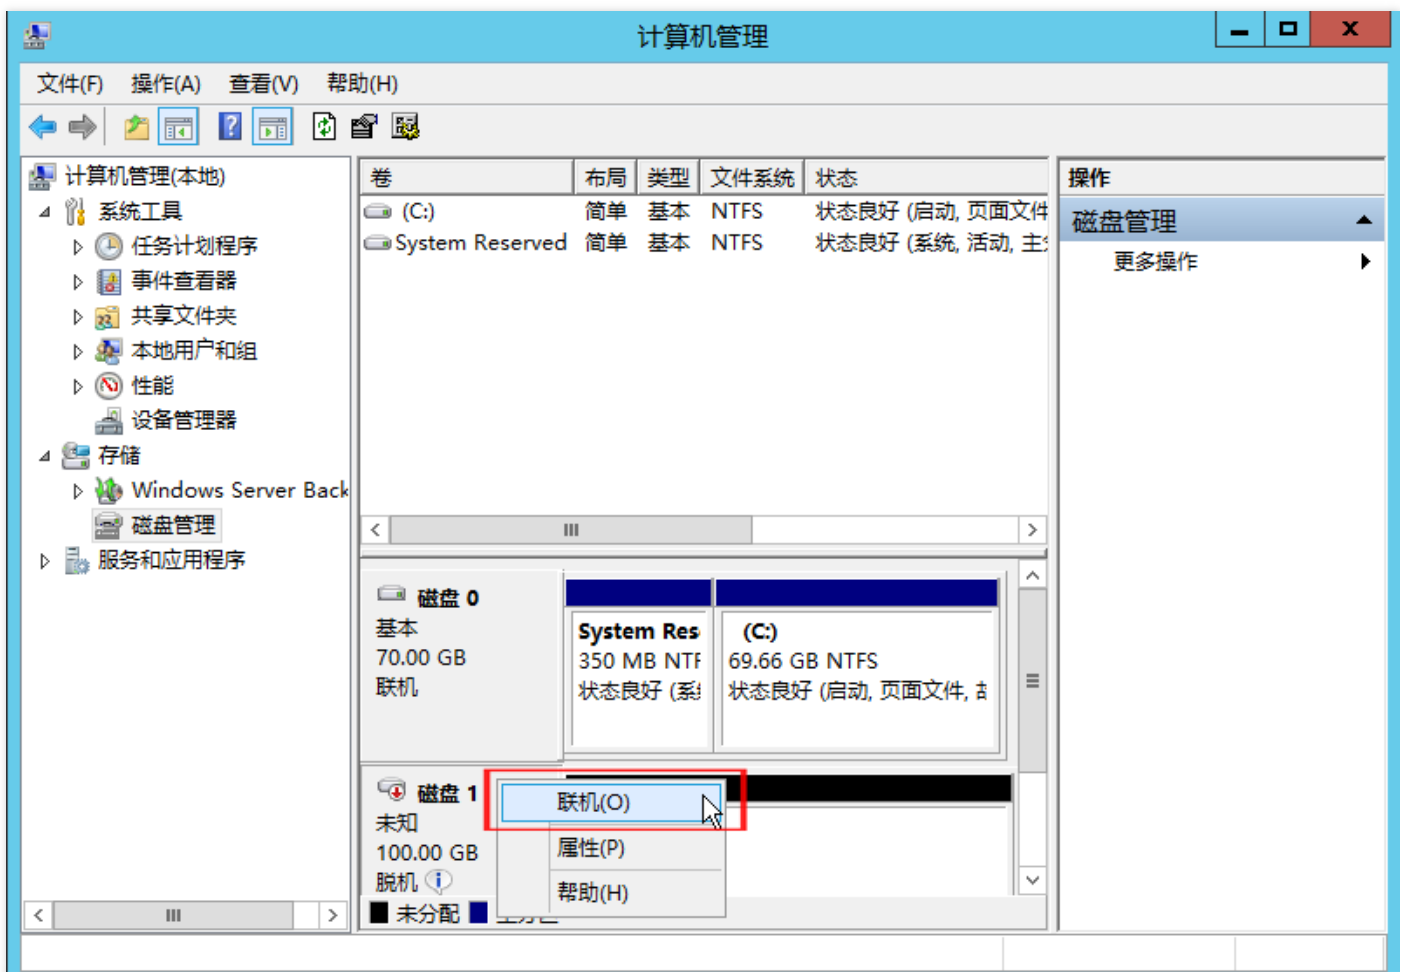 计算机管理
文件(F) 操作(A) 查看(V) 帮助(H)
计算机管理(本地)
系统工具
任务计划程序
事件查看器
共享文件夹
本地用户和组
性能
设备管理器
存储
Windows Server Back
磁盘管理
服务和应用程序
卷 布局 类型 文件系统 状态
(C:) 简单 基本 NTFS 状态良好 (启动, 页面文件
System Reserved 简单 基本 NTFS 状态良好 (系统, 活动, 主
磁盘 0
基本
70.00 GB
联机
System Res
350 MB NTF
状态良好 (系
(C:)
69.66 GB NTFS
状态良好 (启动, 页面文件,
磁盘 1
未知
100.00 GB
脱机
联机(O)
属性(P)
帮助(H)
未分配
操作
磁盘管理
更多操作